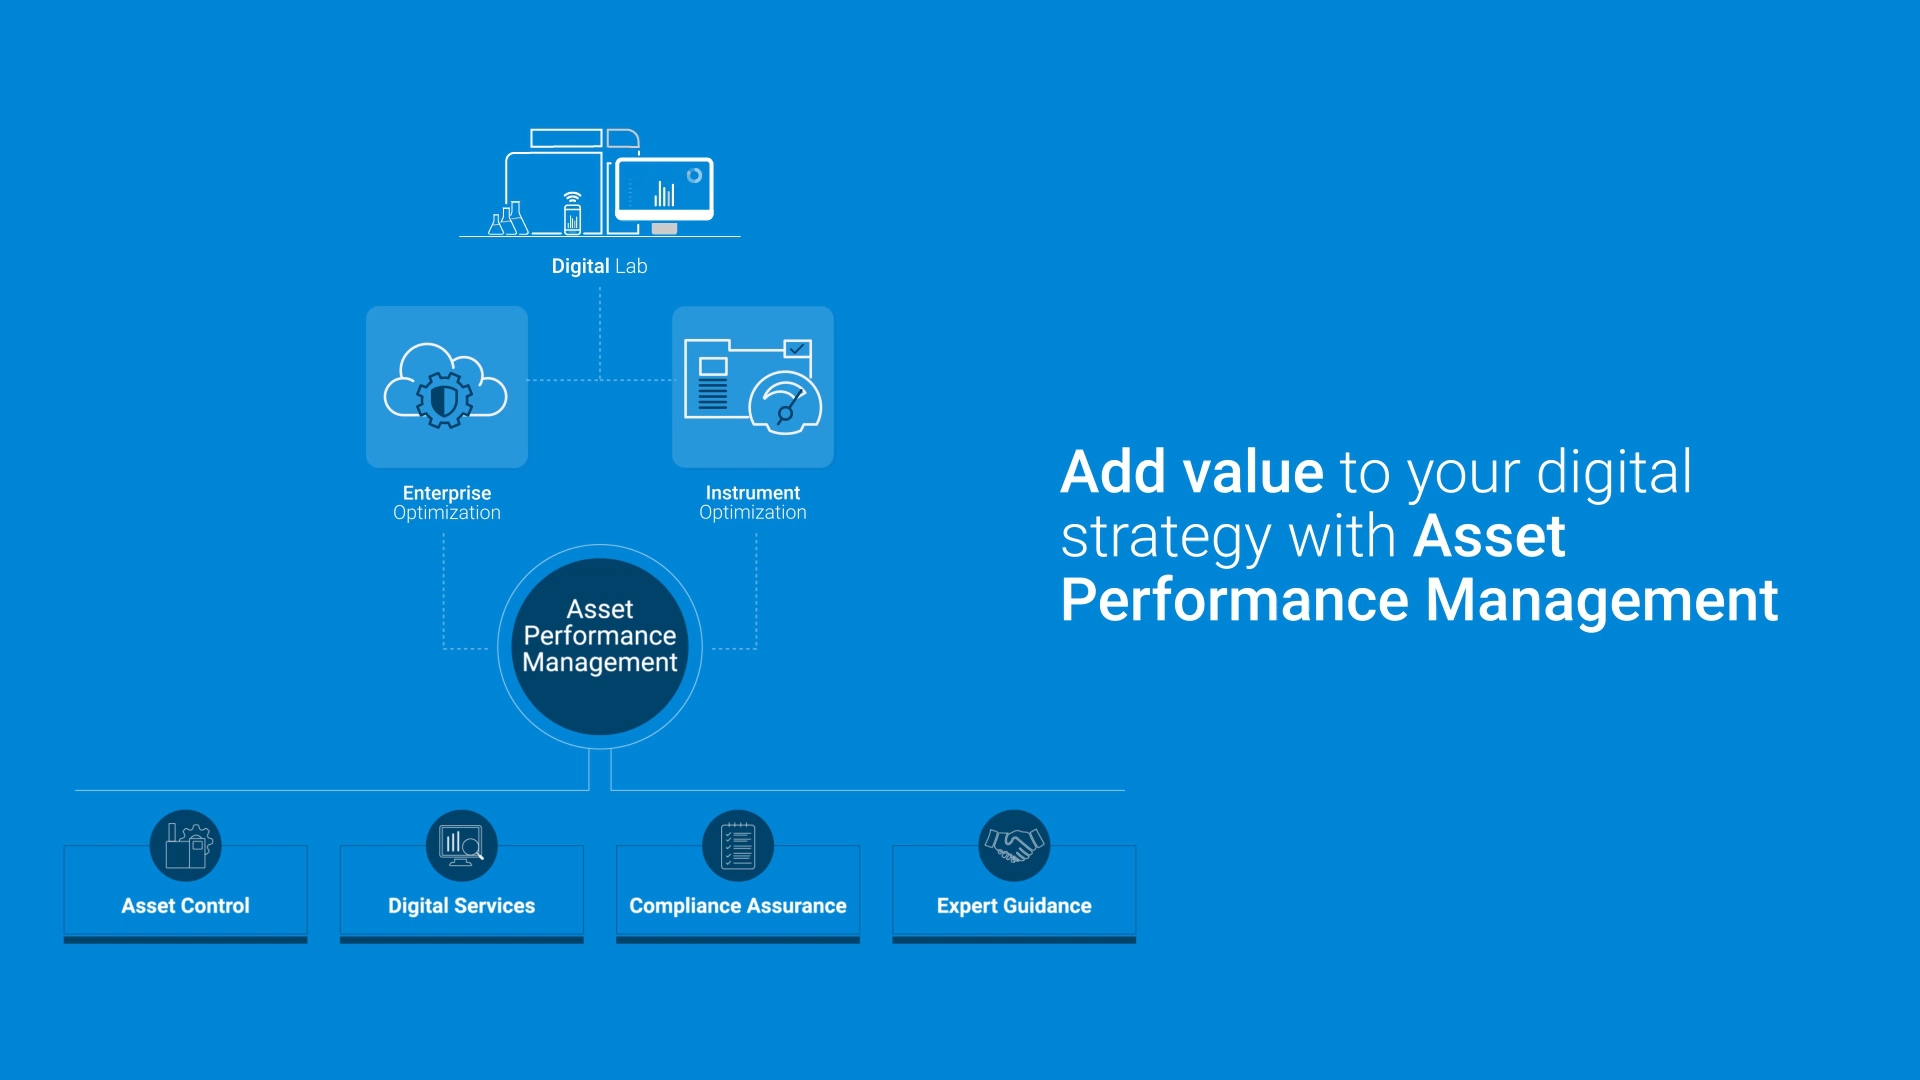 Digital Lab
Enterprise
Optimization
Instrument
Optimization
Add value to your digital
strategy with Asset
Performance Management
Asset
Performance
Management
Asset Control
Digital Services
Compliance Assurance
Expert Guidance